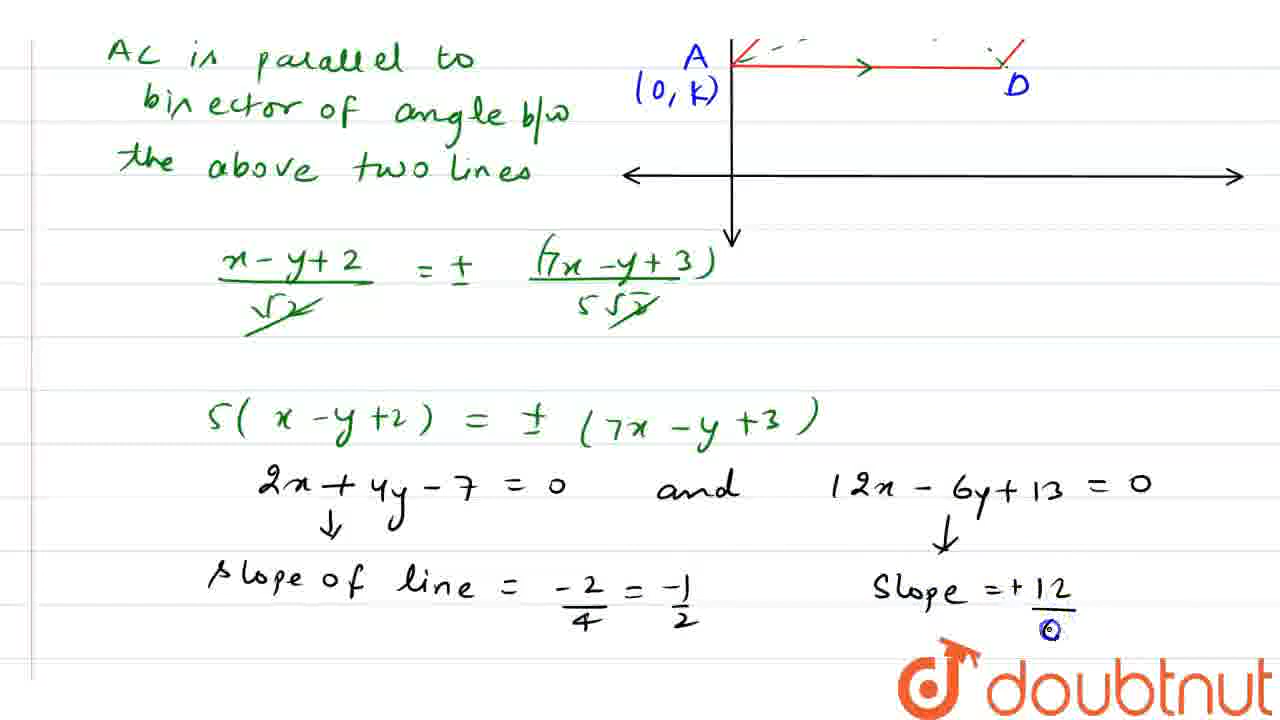 AC is parallel to
bisector of angle b/w
the above two lines
A
(0, k)
D
x-y+2/√2 = ± (7x-y+3)/5√2
5(x-y+2) = ± (7x-y+3)
2x+4y-7=0 and 12x-6y+13=0
slope of line = -2/4 = -1/2
Slope = +12/6
doubtnut